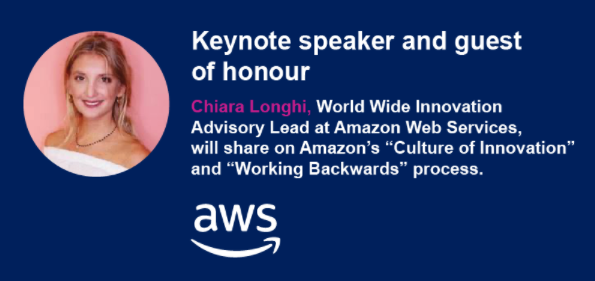 Keynote speaker and guest
of honour
Chiara Longhi, World Wide Innovation
Advisory Lead at Amazon Web Services,
will share on Amazon's “Culture of Innovation”
and “Working Backwards” process.
aws